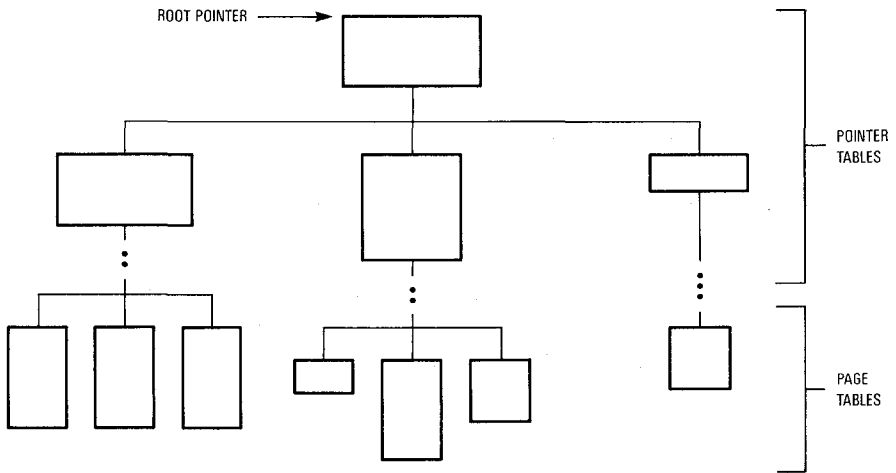 ROOT POINTER
POINTER
TABLES
PAGE
TABLES